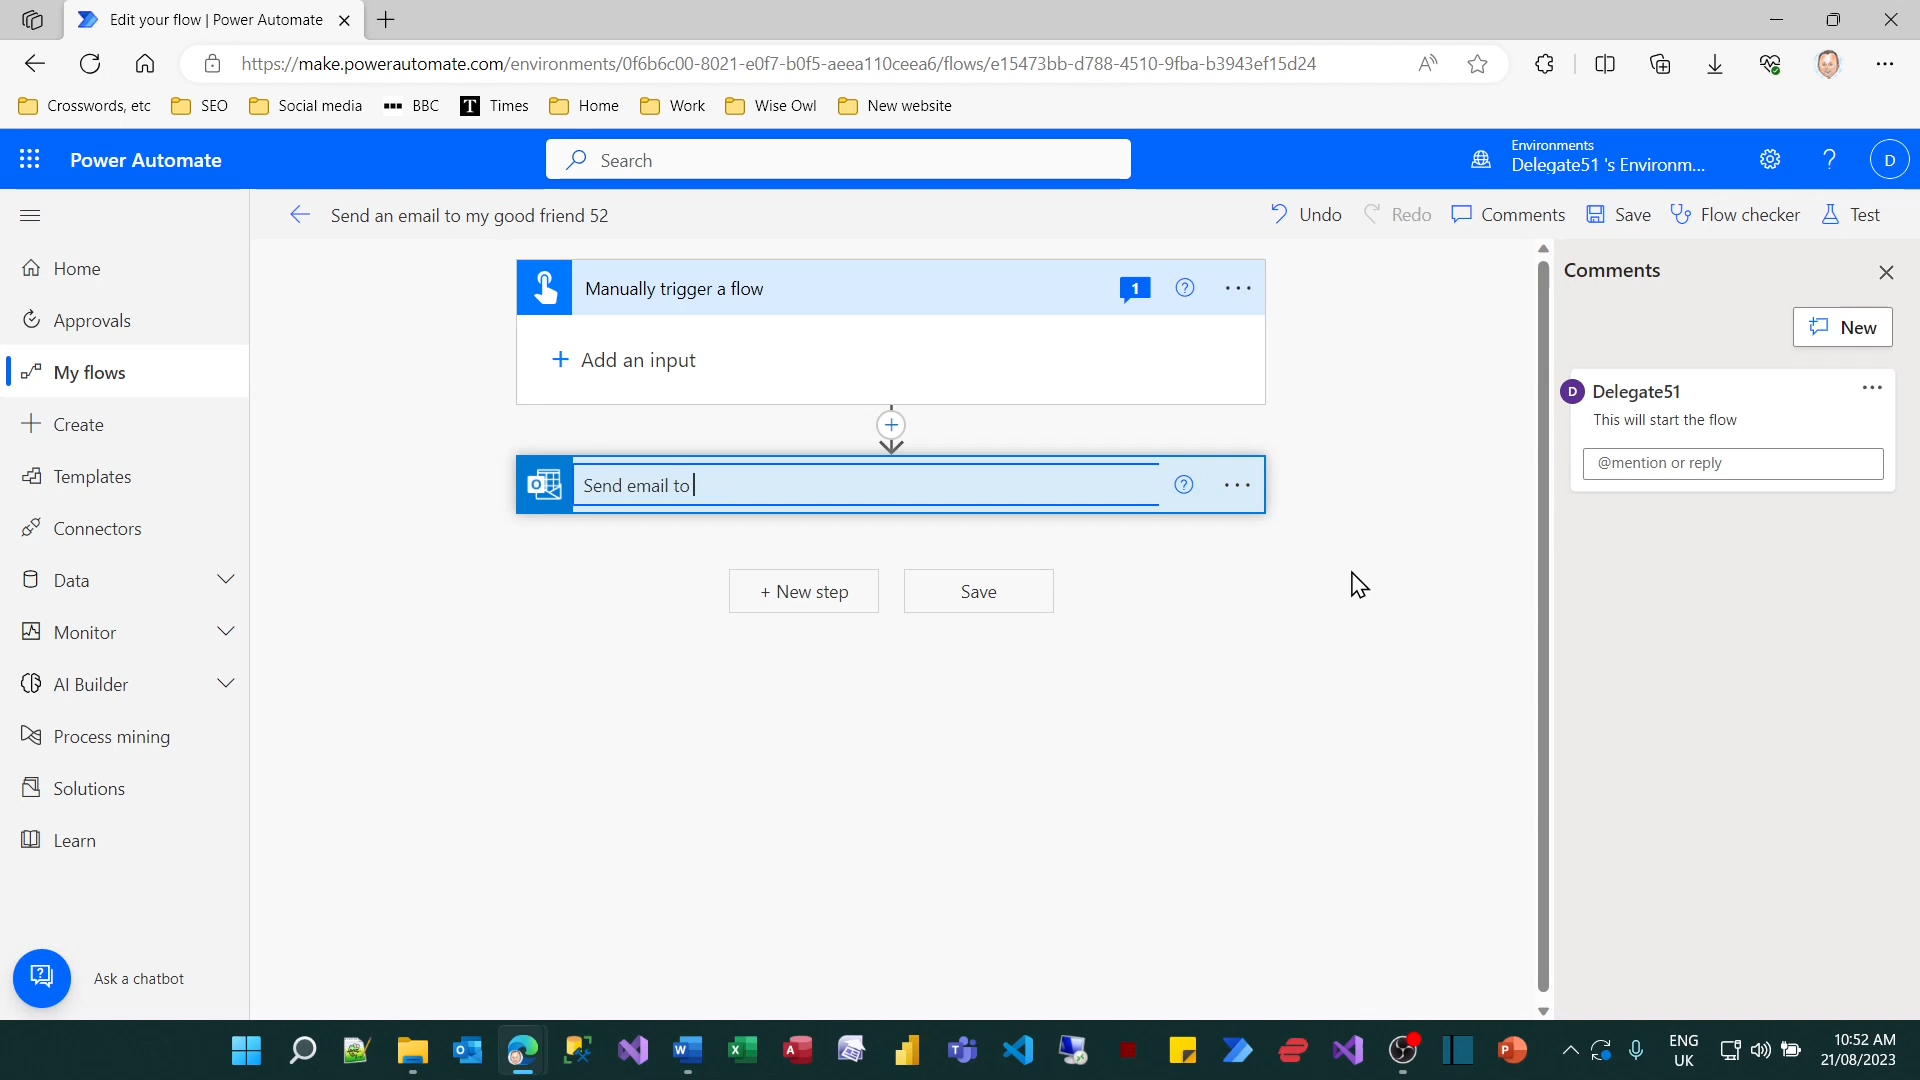 Edit your flow | Power Automate
https://make.powerautomate.com/environments/0f6b6c00-8021-e0f7-b0f5-aeea110ceea6/flows/e15473bb-d788-4510-9fba-b3943ef15d24
Crosswords, etc SEO Social media BBC Times Home Work Wise Owl New website
Power Automate
Search
Environments
Delegate51 's Environm...
D
Send an email to my good friend 52
Undo Redo Comments Save Flow checker Test
Home
Approvals
My flows
Create
Templates
Connectors
Data
Monitor
AI Builder
Process mining
Solutions
Learn
Ask a chatbot
Manually trigger a flow
1
+ Add an input
Send email to
+ New step
Save
Comments
New
D
Delegate51
This will start the flow
@mention or reply
ENG
UK
10:52 AM
21/08/2023